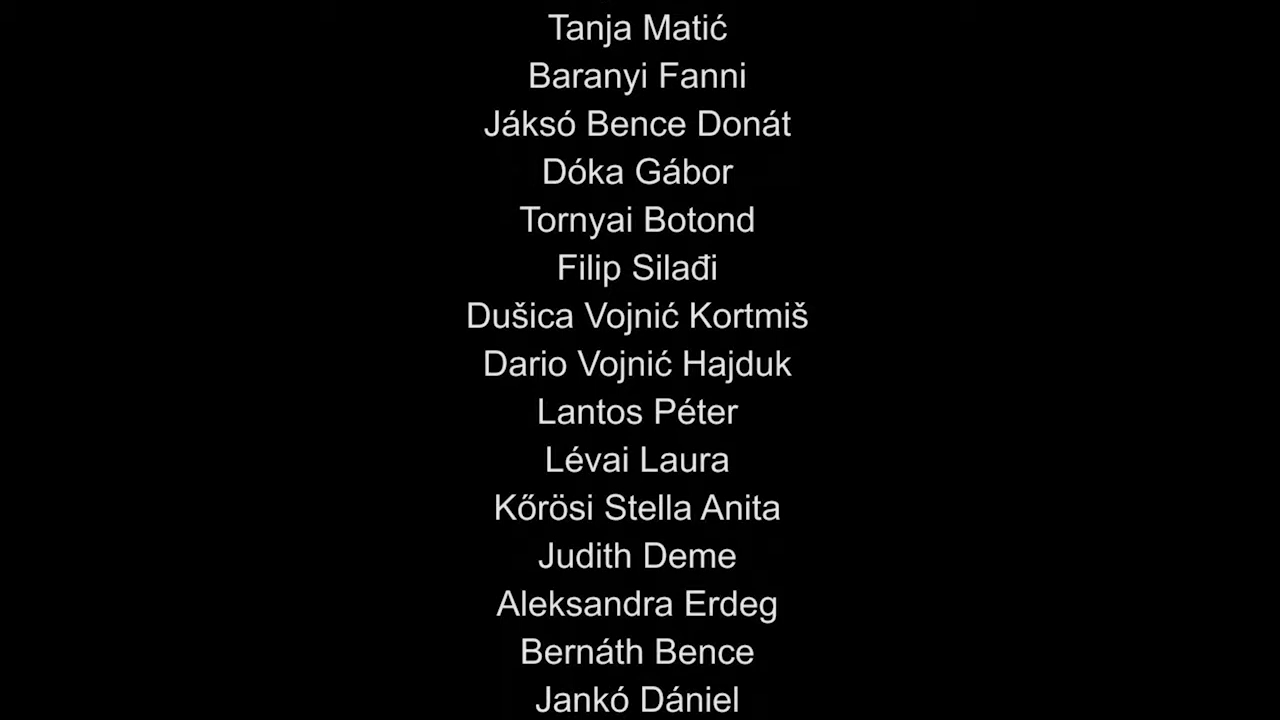 Tanja Matić
Baranyi Fanni
Jáksó Bence Donát
Dóka Gábor
Tornyai Botond
Filip Silađi
Dušica Vojnić Kortmiš
Dario Vojnić Hajduk
Lantos Péter
Lévai Laura
Kőrösi Stella Anita
Judith Deme
Aleksandra Erdeg
Bernáth Bence
Jankó Dániel